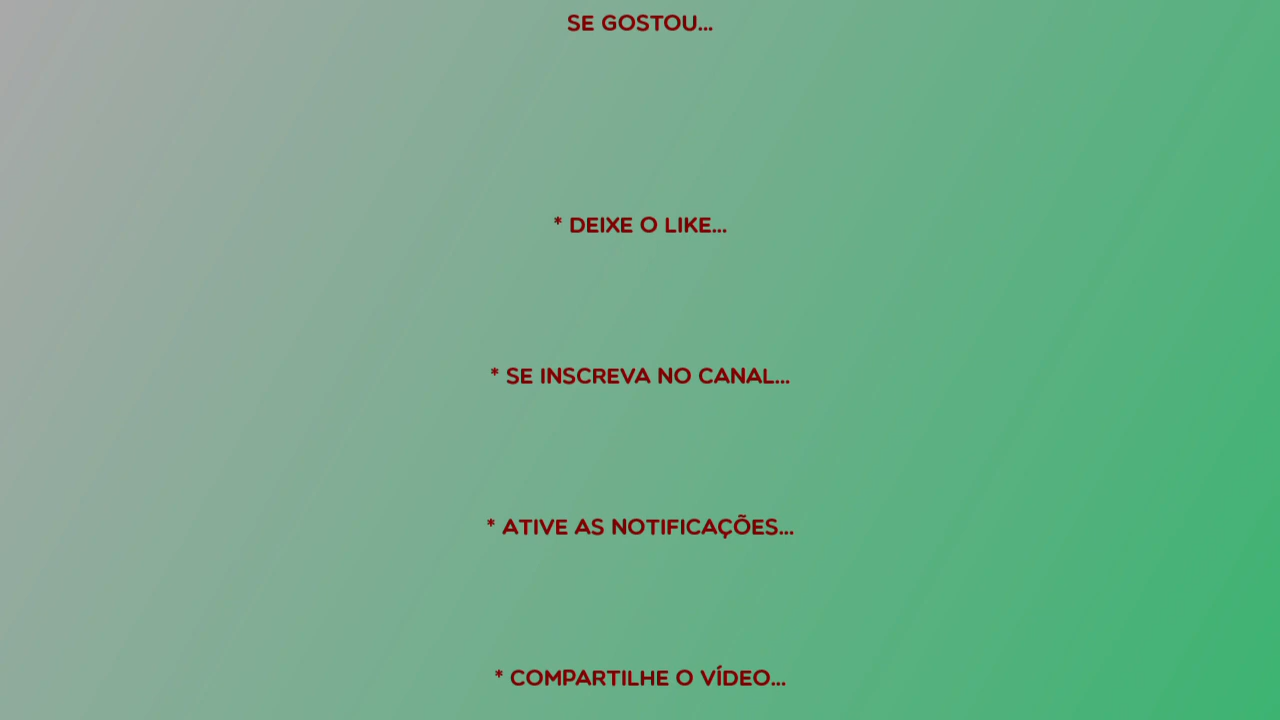 SE GOSTOU...
* DEIXE O LIKE...
* SE INSCREVA NO CANAL...
* ATIVE AS NOTIFICAÇÕES...
* COMPARTILHE O VÍDEO...